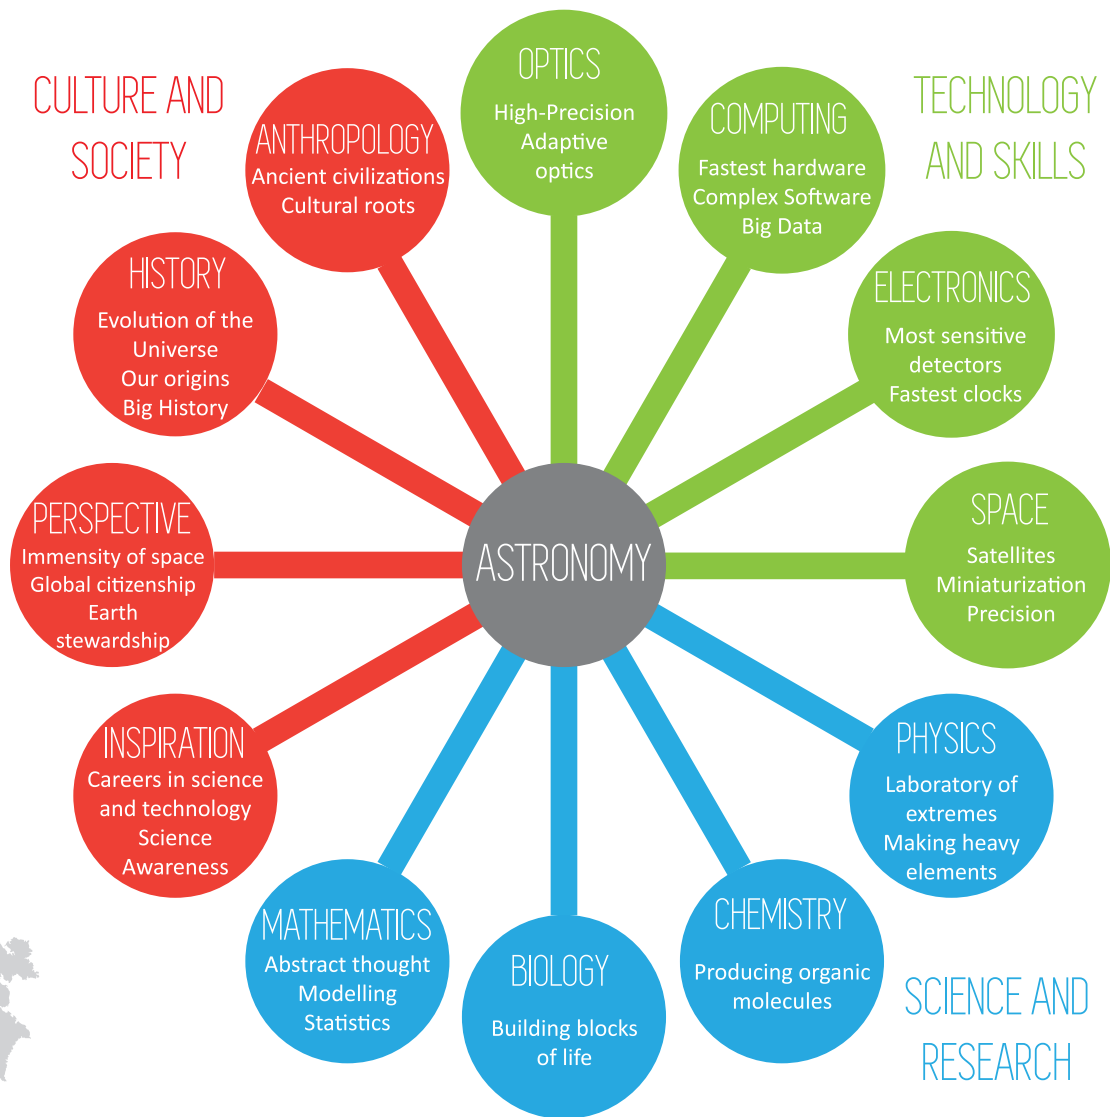 CULTURE AND
SOCIETY
TECHNOLOGY
AND SKILLS
OPTICS
High-Precision
Adaptive
optics
COMPUTING
Fastest hardware
Complex Software
Big Data
ELECTRONICS
Most sensitive
detectors
Fastest clocks
SPACE
Satellites
Miniaturization
Precision
PHYSICS
Laboratory of
extremes
Making heavy
elements
CHEMISTRY
Producing organic
molecules
BIOLOGY
Building blocks
of life
MATHEMATICS
Abstract thought
Modelling
Statistics
INSPIRATION
Careers in science
and technology
Science
Awareness
PERSPECTIVE
Immensity of space
Global citizenship
Earth
stewardship
HISTORY
Evolution of the
Universe
Our origins
Big History
ANTHROPOLOGY
Ancient civilizations
Cultural roots
ASTRONOMY
SCIENCE AND
RESEARCH